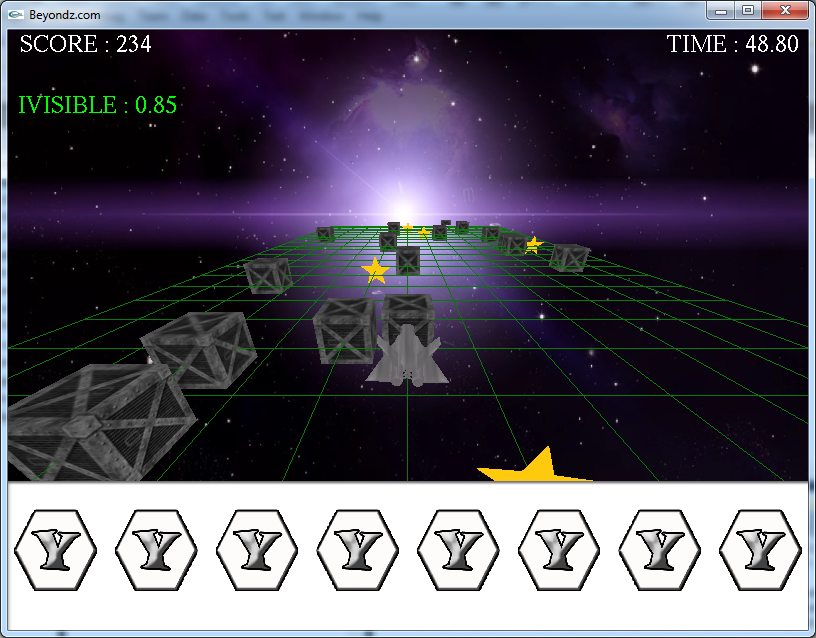 Beyondz.com
SCORE : 234
TIME : 48.80
IVISIBLE : 0.85
Y Y Y Y Y Y Y Y